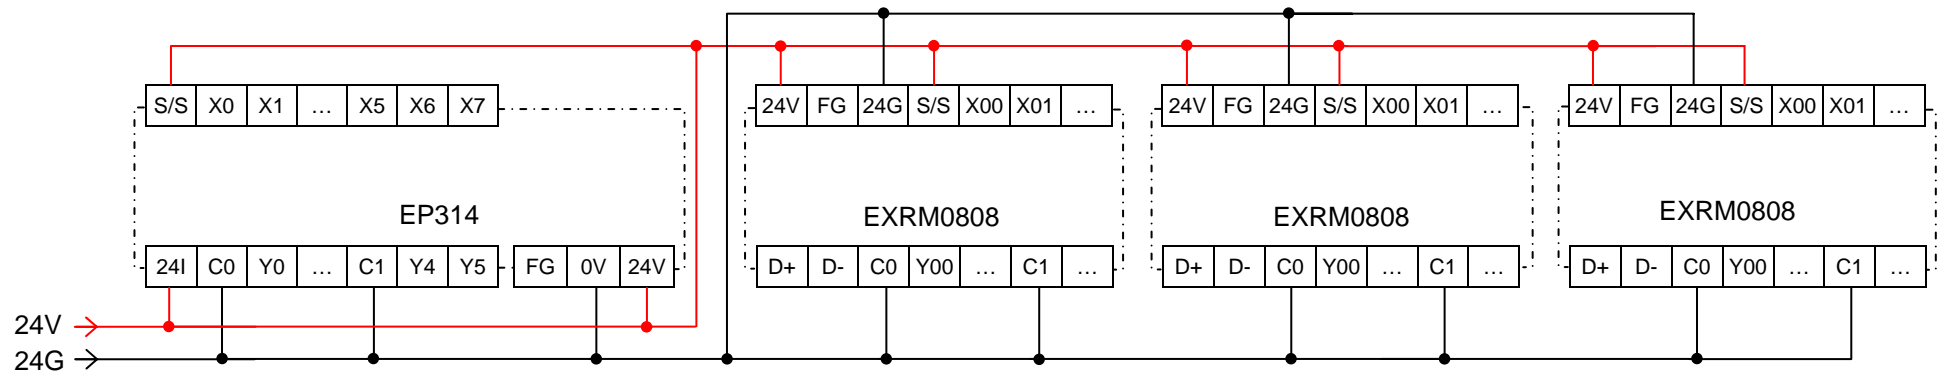 S/S X0 X1 … X5 X6 X7
24V FG 24G S/S X00 X01 …
24V FG 24G S/S X00 X01 …
24V FG 24G S/S X00 X01 …
EP314
EXRM0808
EXRM0808
EXRM0808
24I C0 Y0 … C1 Y4 Y5 FG 0V 24V
D+ D- C0 Y00 … C1 …
D+ D- C0 Y00 … C1 …
D+ D- C0 Y00 … C1 …
24V
24G